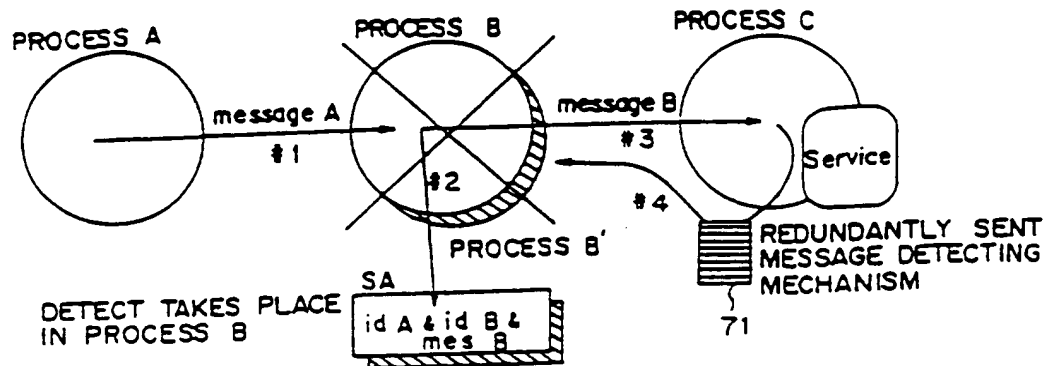 PROCESS A
PROCESS B
PROCESS C
message A
#1
message B
#3
#2
#4
Service
PROCESS B'
REDUNDANTLY SENT
MESSAGE DETECTING
MECHANISM
71
SA
DETECT TAKES PLACE
IN PROCESS B
id A & id B &
mes B